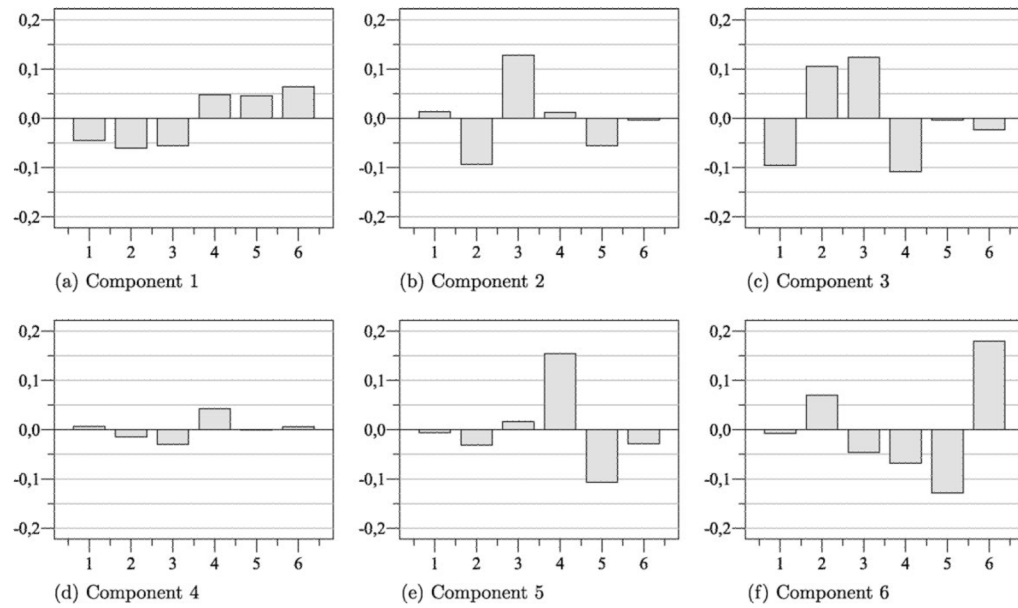 0,2 0,2 0,2
0,1 0,1 0,1
0,0 0,0 0,0
-0,1 -0,1 -0,1
-0,2 -0,2 -0,2
1 2 3 4 5 6 1 2 3 4 5 6 1 2 3 4 5 6
(a) Component 1 (b) Component 2 (c) Component 3
0,2 0,2 0,2
0,1 0,1 0,1
0,0 0,0 0,0
-0,1 -0,1 -0,1
-0,2 -0,2 -0,2
1 2 3 4 5 6 1 2 3 4 5 6 1 2 3 4 5 6
(d) Component 4 (e) Component 5 (f) Component 6